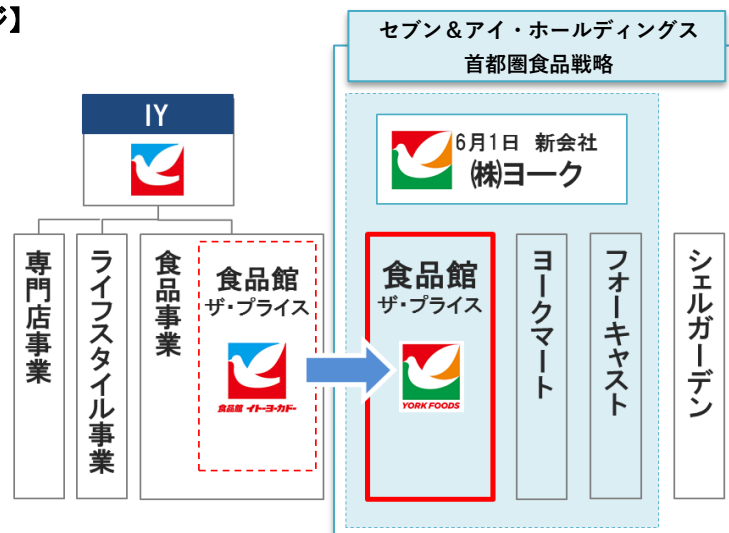 】
セブン＆アイ・ホールディングス
首都圏食品戦略
IY
6月1日 新会社
㈱ヨーク
専門店事業
ライフスタイル事業
食品事業
食品館
ザ・プライス
食品館 イトーヨーカドー
食品館
ザ・プライス
YORK FOODS
ヨークマート
フォーキャスト
シェルガーデン